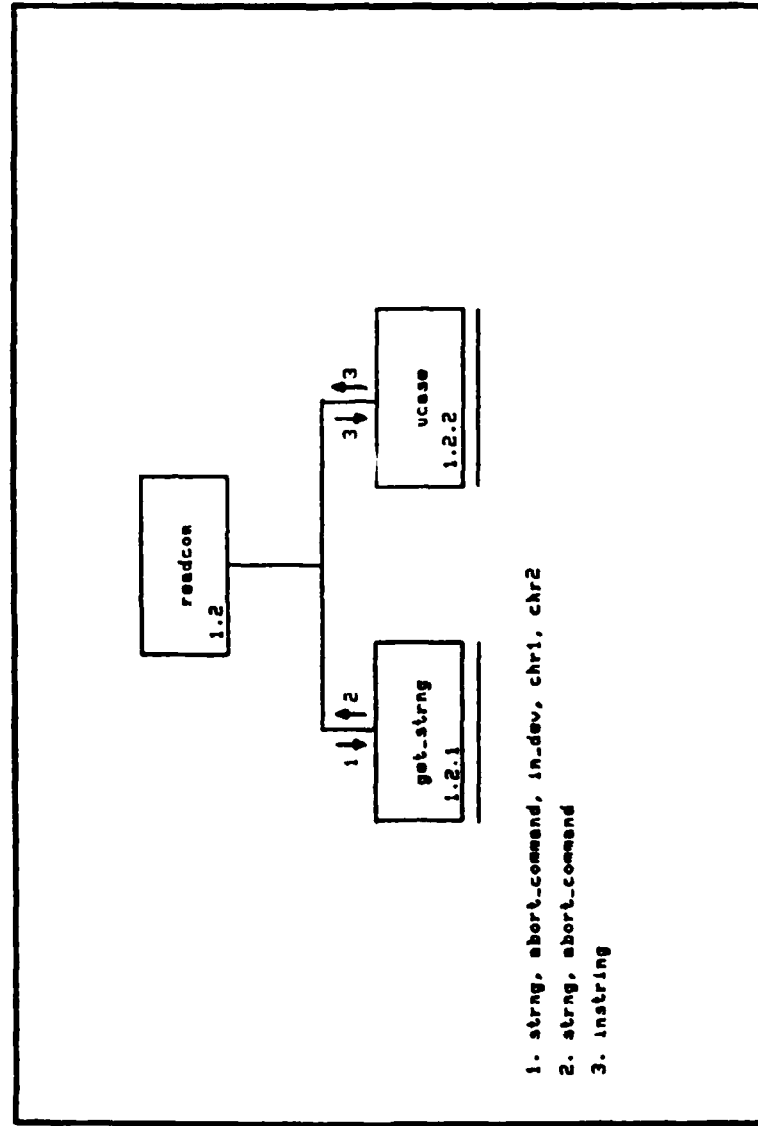 readcom
1.2
1
2
3
3
get_strng
1.2.1
ucase
1.2.2
1. strng, abort_command, in_dev, chr1, chr2
2. strng, abort_command
3. instring